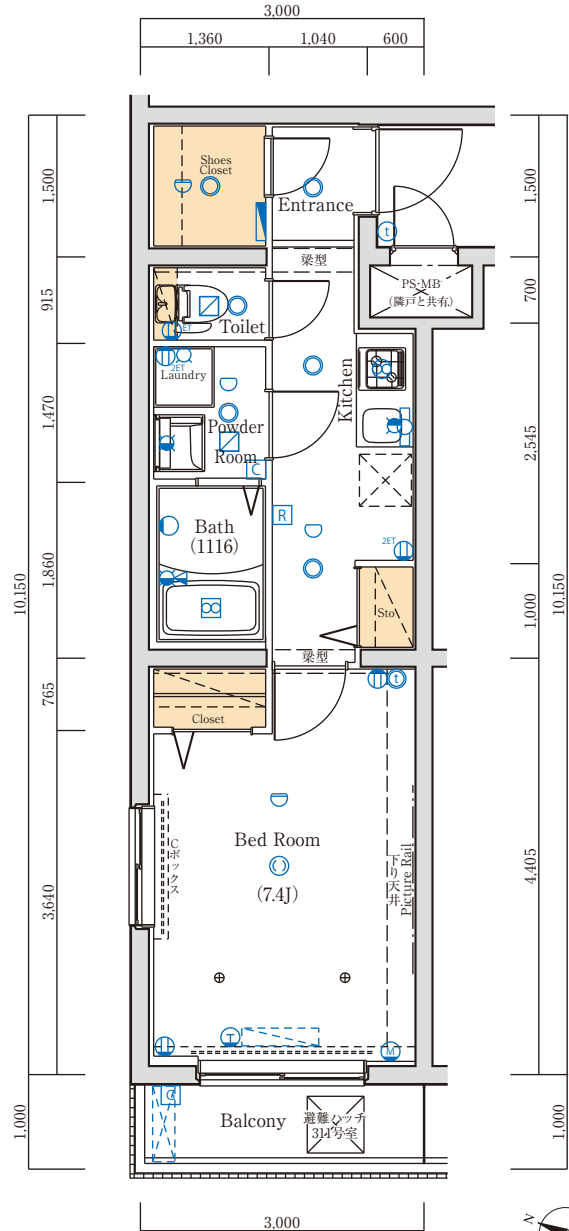 3,000
1,360
1,040
600
1,500
915
1,470
1,860
765
3,640
1,000
10,150
1,500
700
2,545
1,000
4,405
1,000
10,150
Shoes
Closet
Entrance
t
梁型
PS・MB
(隣戸と共有)
Toilet
ET
2ET
Laundry
Powder
Room
C
Kitchen
R
Bath
(1116)
2ET
Sto
梁型
t
Closet
Cボックス
Bed Room
(7.4J)
下り天井
Picture Rail
T
M
G
Balcony
避難ハッチ
311号室
3,000
N